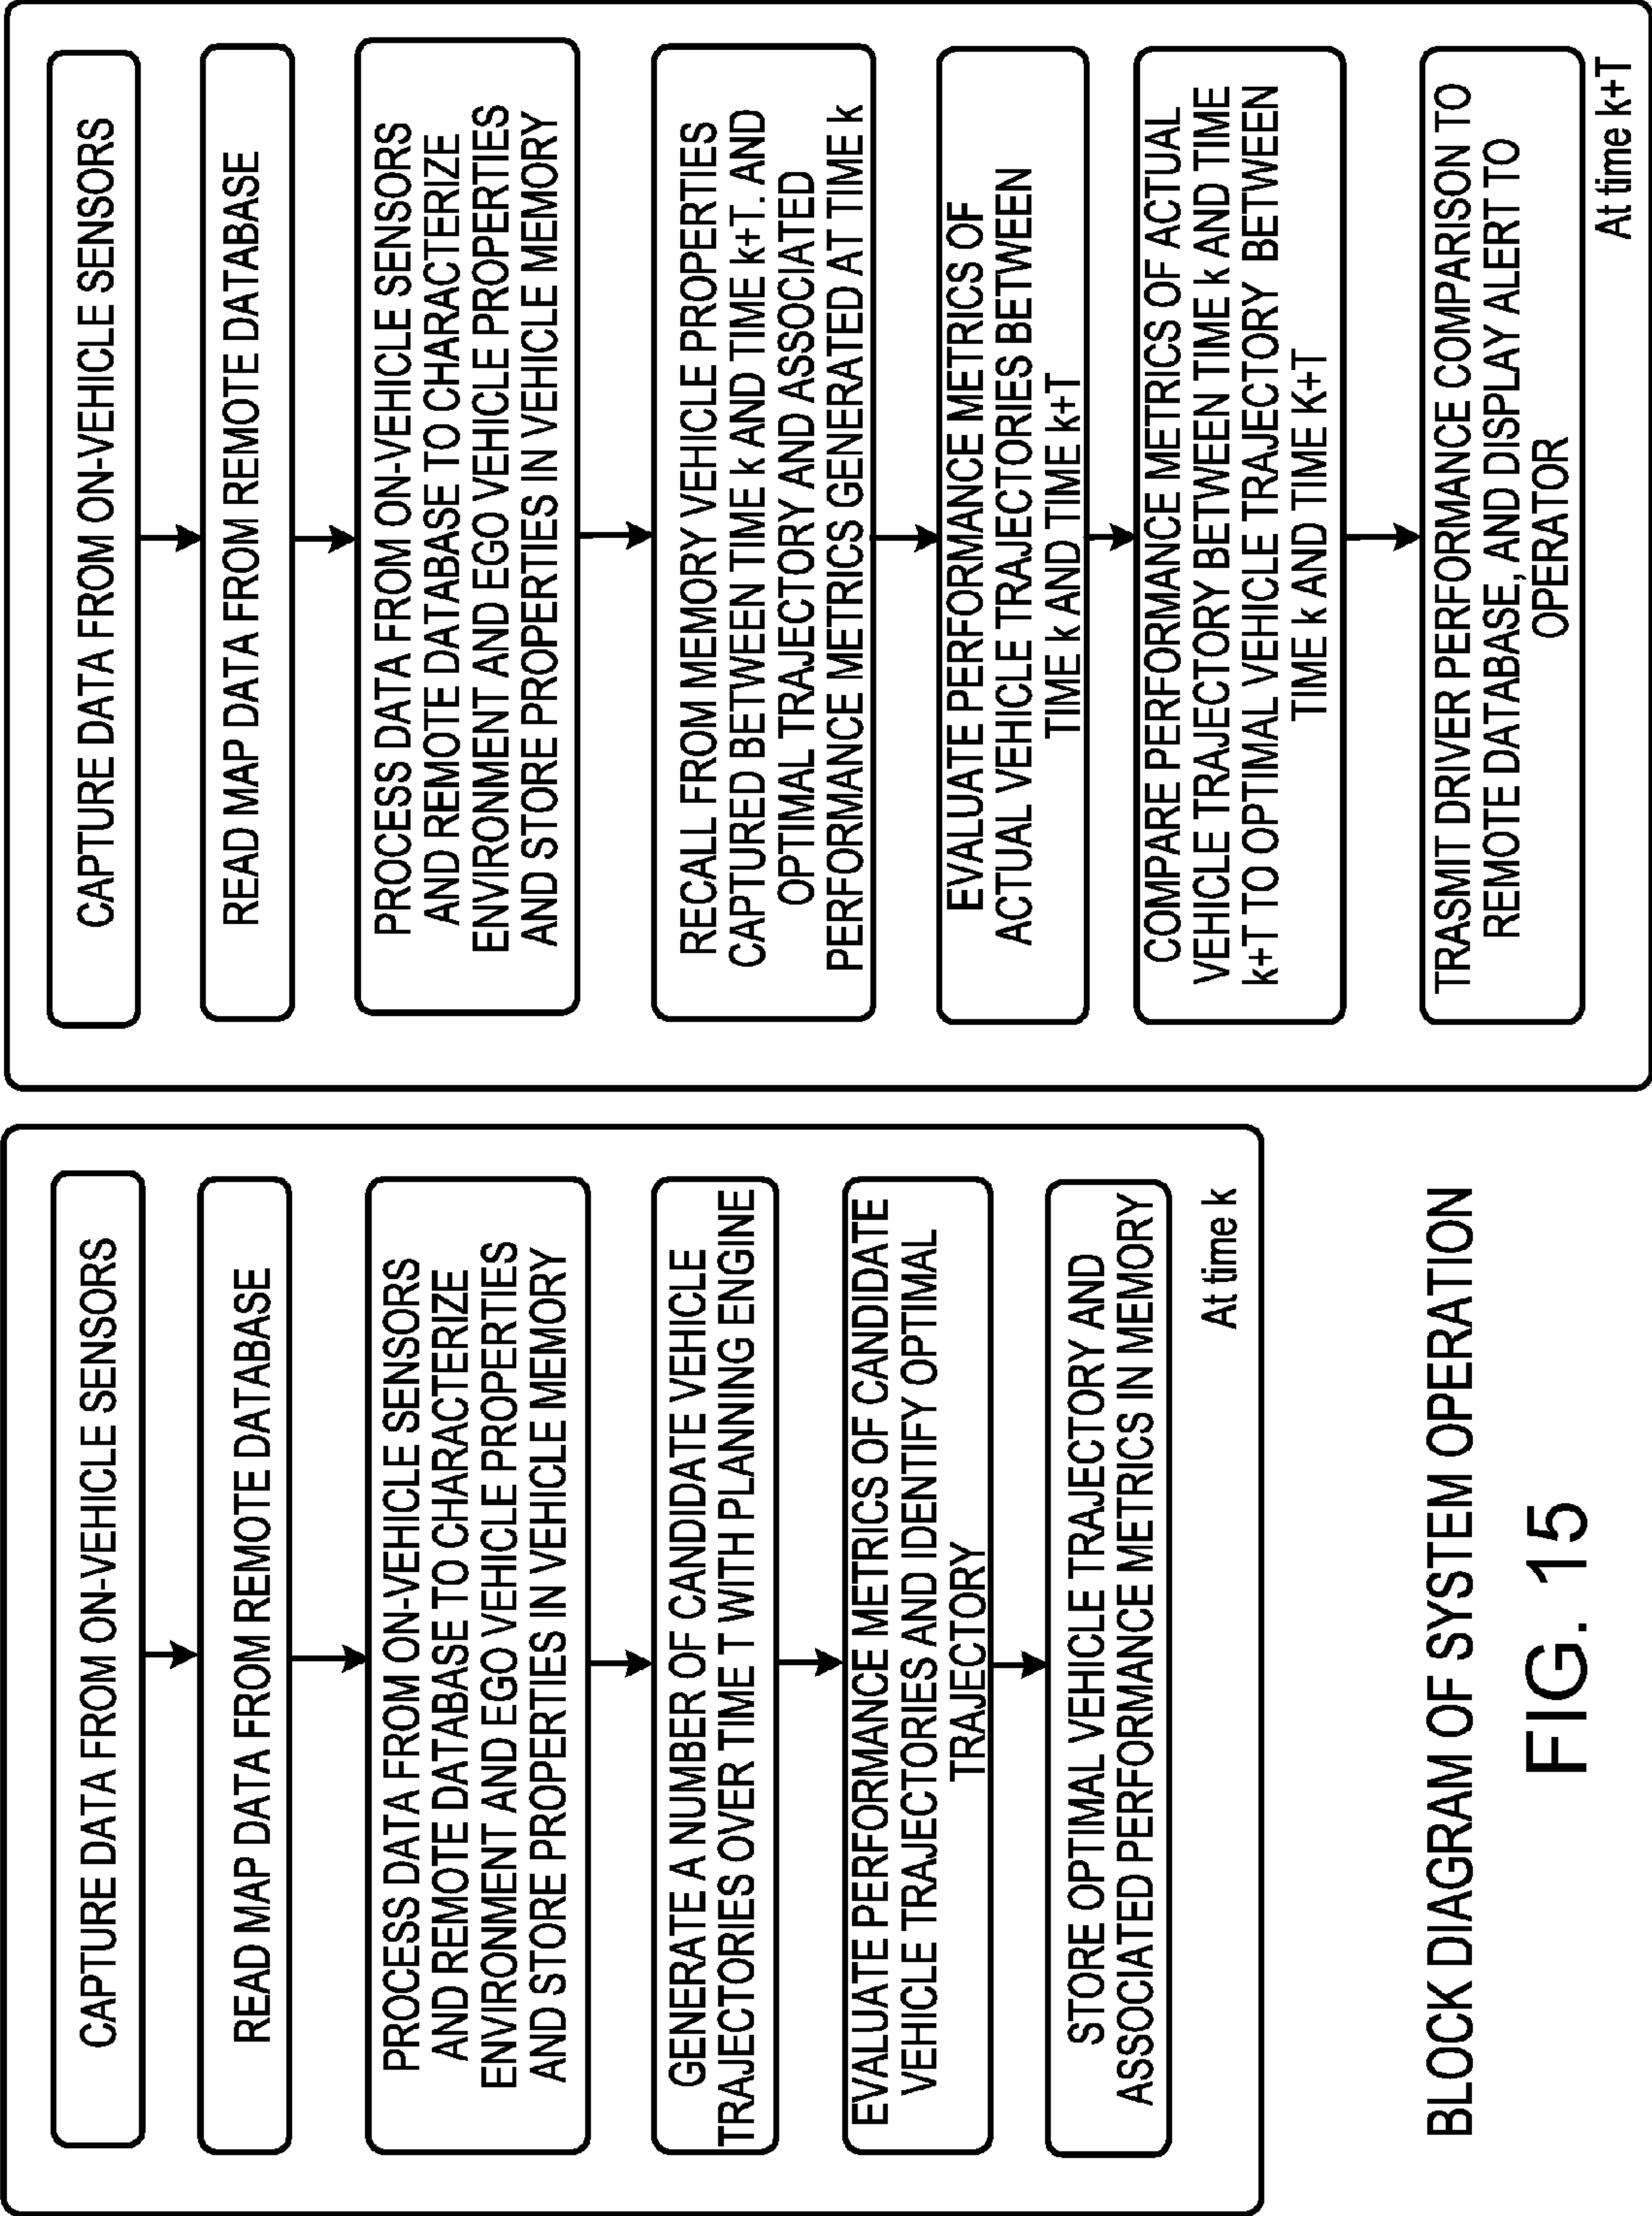 CAPTURE DATA FROM ON-VEHICLE SENSORS
READ MAP DATA FROM REMOTE DATABASE
PROCESS DATA FROM ON-VEHICLE SENSORS
AND REMOTE DATABASE TO CHARACTERIZE
ENVIRONMENT AND EGO VEHICLE PROPERTIES
AND STORE PROPERTIES IN VEHICLE MEMORY
GENERATE A NUMBER OF CANDIDATE VEHICLE
TRAJECTORIES OVER TIME T WITH PLANNING ENGINE
EVALUATE PERFORMANCE METRICS OF CANDIDATE
VEHICLE TRAJECTORIES AND IDENTIFY OPTIMAL
TRAJECTORY
STORE OPTIMAL VEHICLE TRAJECTORY AND
ASSOCIATED PERFORMANCE METRICS IN MEMORY
At time k
CAPTURE DATA FROM ON-VEHICLE SENSORS
READ MAP DATA FROM REMOTE DATABASE
PROCESS DATA FROM ON-VEHICLE SENSORS
AND REMOTE DATABASE TO CHARACTERIZE
ENVIRONMENT AND EGO VEHICLE PROPERTIES
AND STORE PROPERTIES IN VEHICLE MEMORY
RECALL FROM MEMORY VEHICLE PROPERTIES
CAPTURED BETWEEN TIME k AND TIME k+T. AND
OPTIMAL TRAJECTORY AND ASSOCIATED
PERFORMANCE METRICS GENERATED AT TIME k
EVALUATE PERFORMANCE METRICS OF
ACTUAL VEHICLE TRAJECTORIES BETWEEN
TIME k AND TIME k+T
COMPARE PERFORMANCE METRICS OF ACTUAL
VEHICLE TRAJECTORY BETWEEN TIME k AND TIME
k+T TO OPTIMAL VEHICLE TRAJECTORY BETWEEN
TIME k AND TIME K+T
TRASMIT DRIVER PERFORMANCE COMPARISON TO
REMOTE DATABASE, AND DISPLAY ALERT TO
OPERATOR
At time k+T
BLOCK DIAGRAM OF SYSTEM OPERATION
FIG. 15